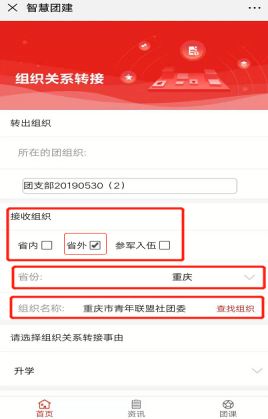 智慧团建
组织关系转接
转出组织
所在的团组织:
团支部20190530（2）
接收组织
省内 省外 参军入伍
省份: 重庆
组织名称: 重庆市青年联盟社团委 查找组织
请选择组织关系转接事由
升学
首页 资讯 团课